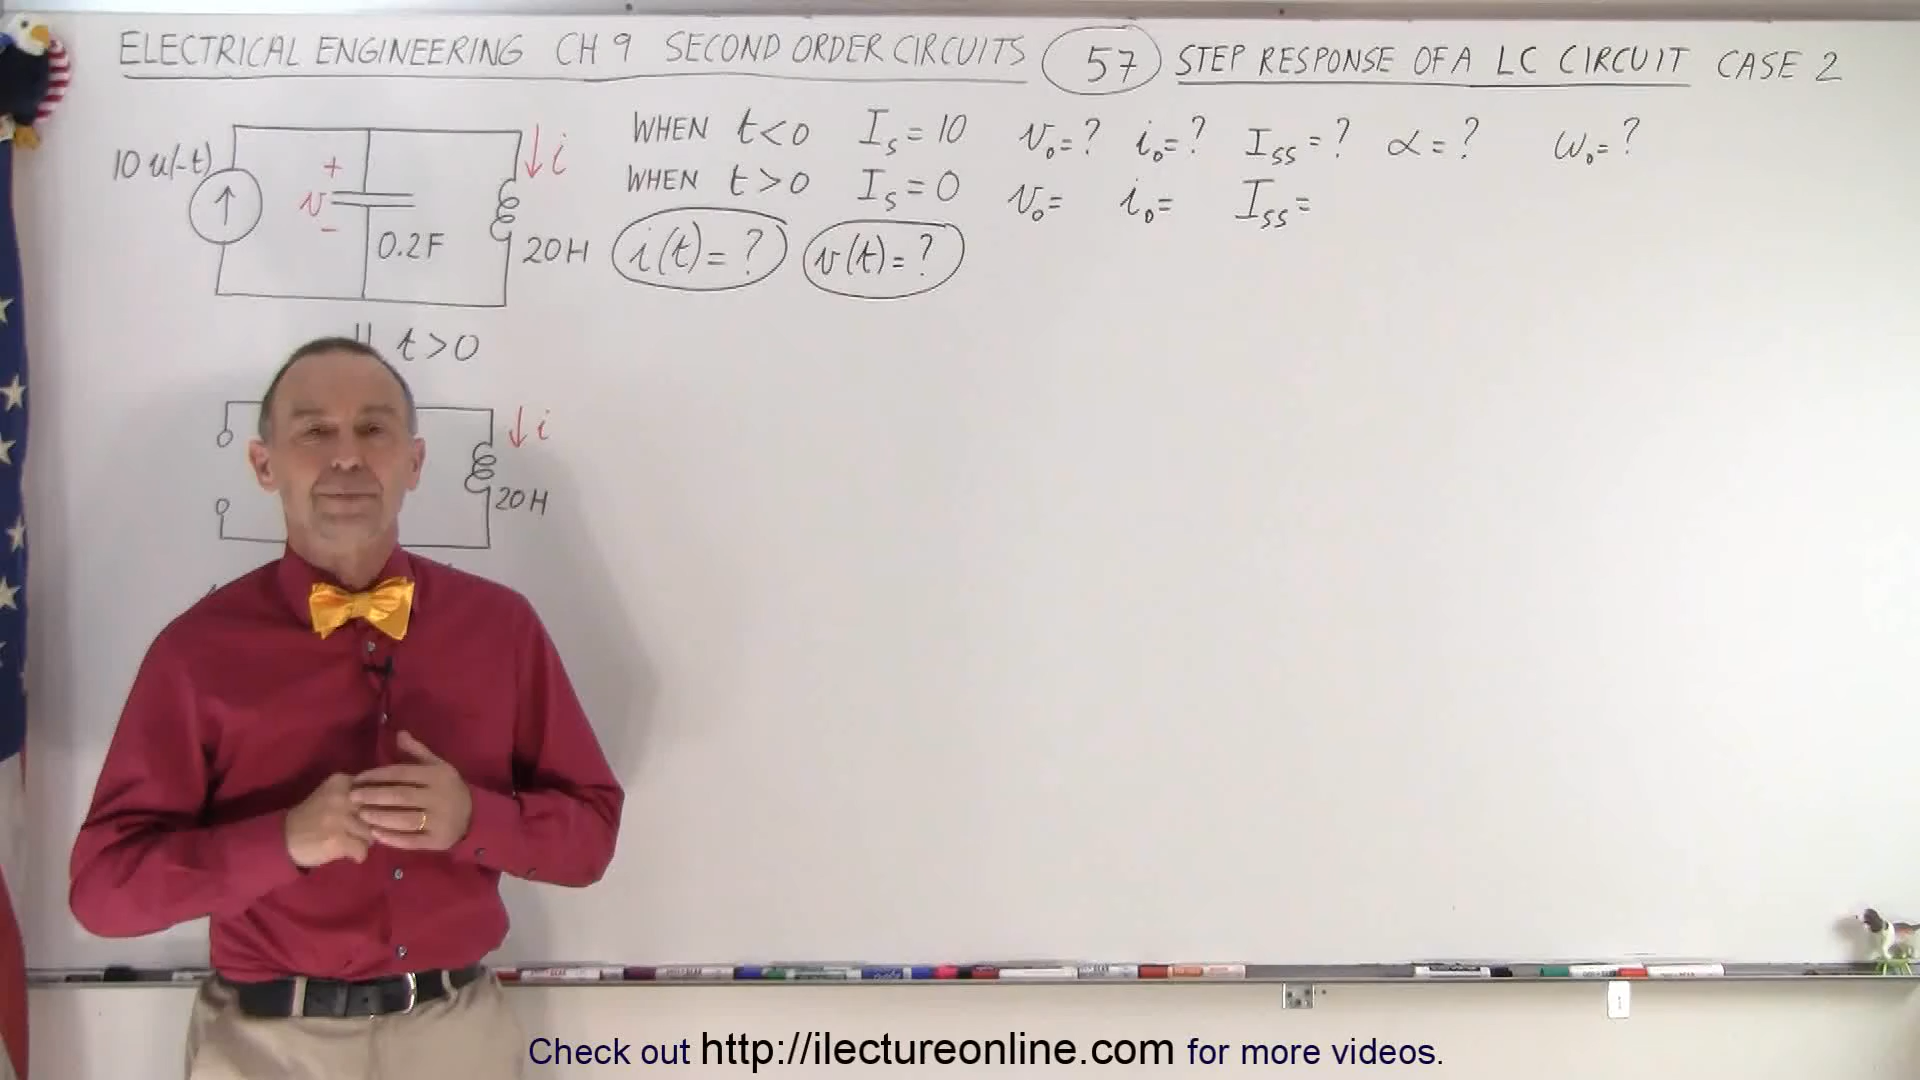 ELECTRICAL ENGINEERING CH 9 SECOND ORDER CIRCUITS 57 STEP RESPONSE OF A LC CIRCUIT CASE 2
WHEN t<0 Is = 10 v₀=? i₀=? Iss=? α=? ω₀=?
WHEN t>0 Is = 0 v₀= i₀= Iss=
i(t)=? v(t)=?
10 u(-t)
+
v
-
0.2F
↓ i
20H
t>0
↓ i
20H
Check out http://ilectureonline.com for more videos.